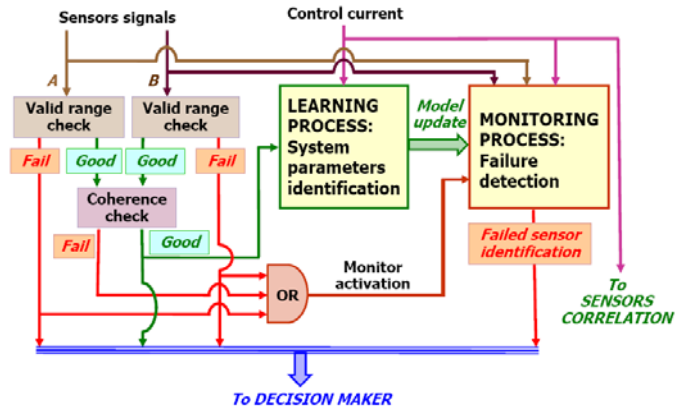 Sensors signals
Control current
A
B
Valid range
check
Valid range
check
LEARNING
PROCESS:
System
parameters
identification
Model
update
MONITORING
PROCESS:
Failure
detection
Fail
Good
Good
Fail
Coherence
check
Fail
Good
Failed sensor
identification
OR
Monitor
activation
To
SENSORS
CORRELATION
To DECISION MAKER